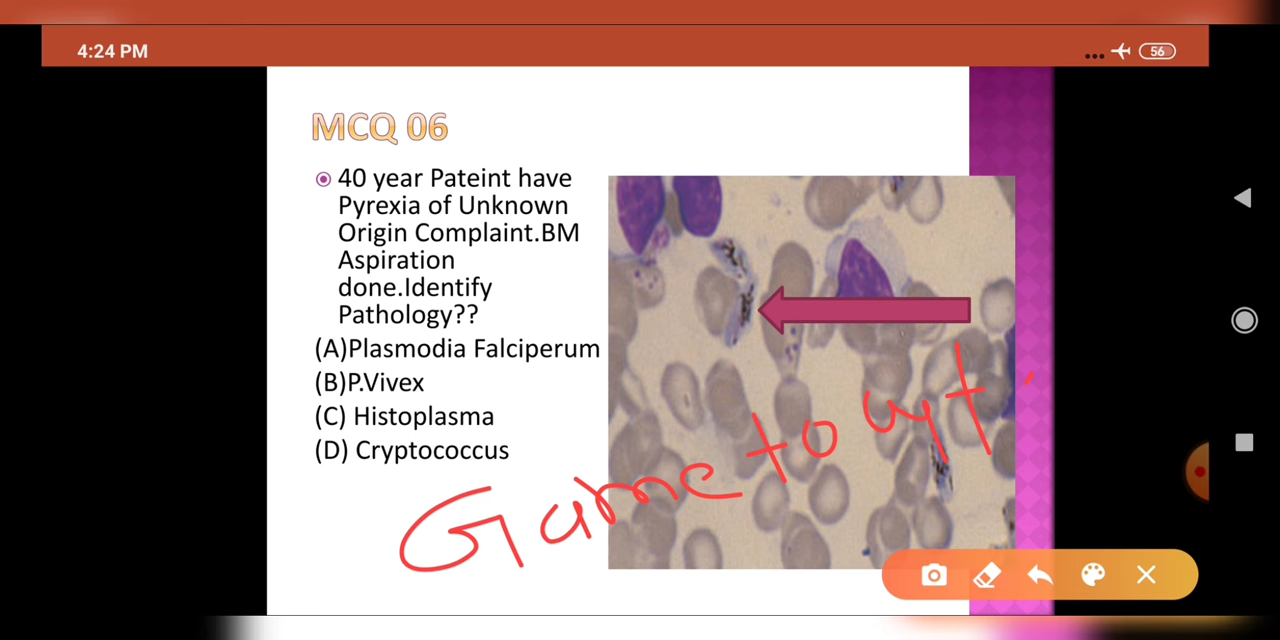 4:24 PM
56
MCQ 06
40 year Pateint have
Pyrexia of Unknown
Origin Complaint.BM
Aspiration
done.Identify
Pathology??
(A)Plasmodia Falciperum
(B)P.Vivex
(C) Histoplasma
(D) Cryptococcus
Gametocyt